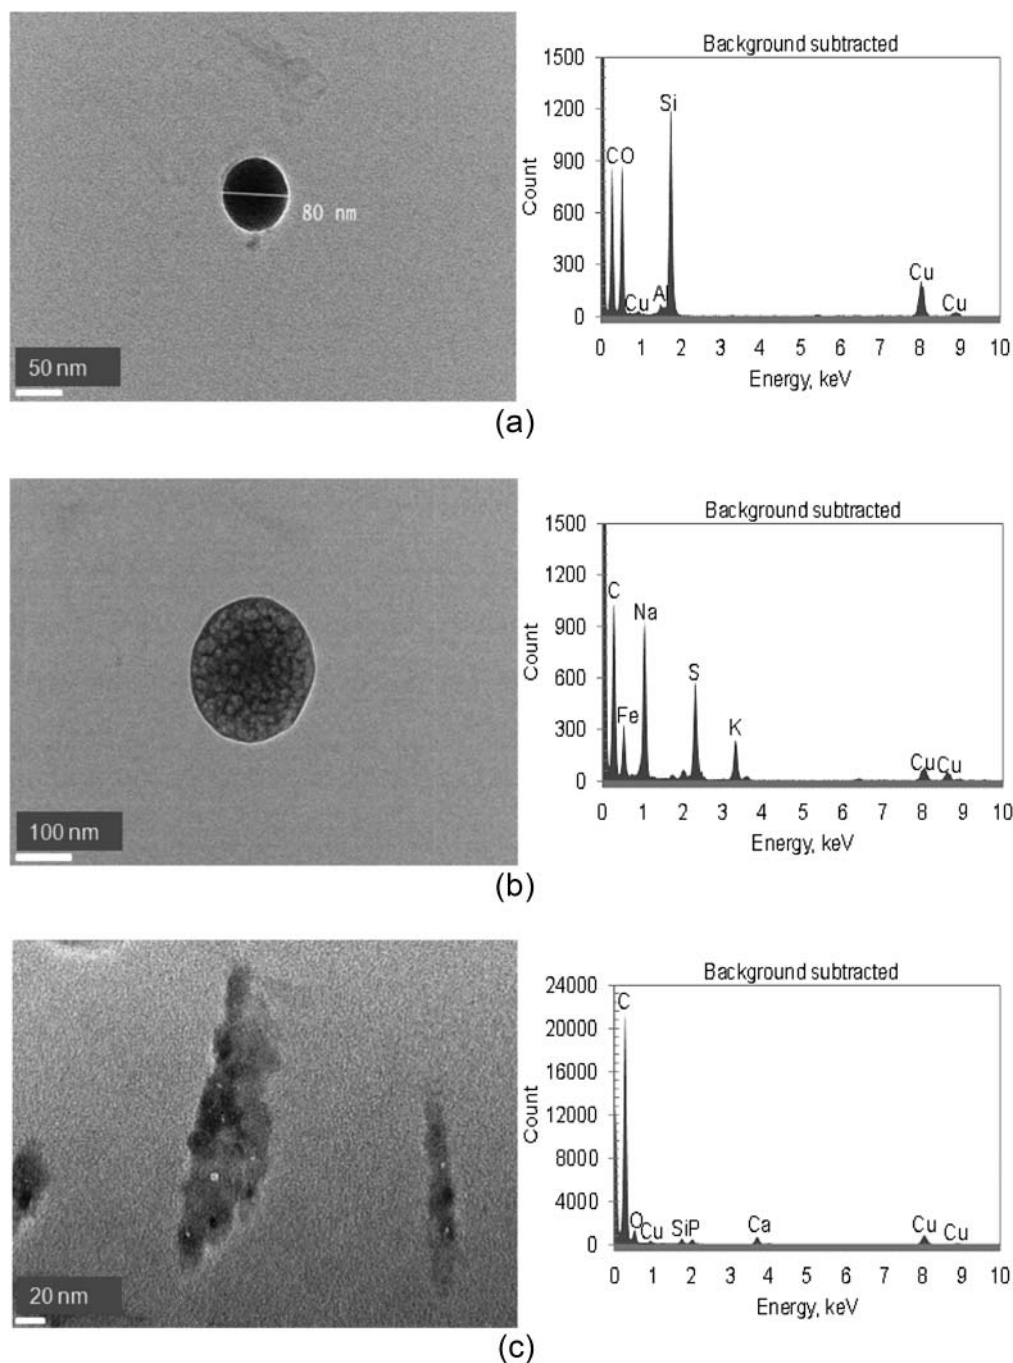 80 nm
50 nm
Background subtracted
1500
1200
900
600
300
0
Count
C O
Cu
Al
Si
Cu
Cu
0 1 2 3 4 5 6 7 8 9 10
Energy, keV
(a)
100 nm
Background subtracted
1500
1200
900
600
300
0
Count
C
Fe
Na
S
K
Cu
Cu
0 1 2 3 4 5 6 7 8 9 10
Energy, keV
(b)
20 nm
Background subtracted
24000
20000
16000
12000
8000
4000
0
Count
C
O
Cu
Si
P
Ca
Cu
Cu
0 1 2 3 4 5 6 7 8 9 10
Energy, keV
(c)